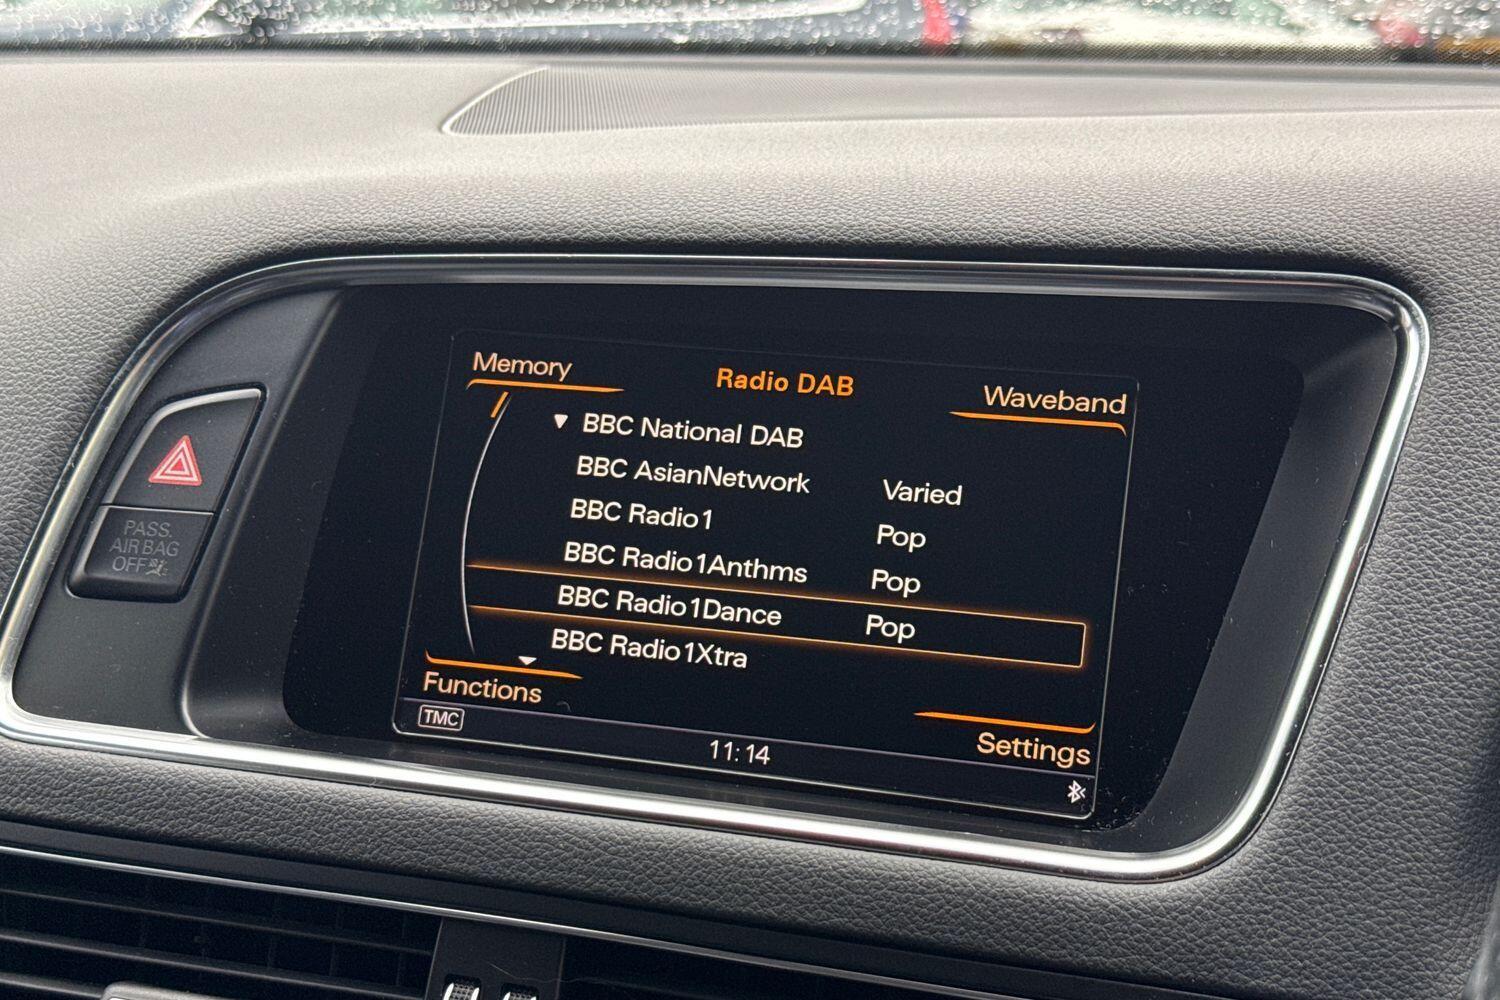 Memory
Radio DAB
Waveband
BBC National DAB
BBC AsianNetwork Varied
BBC Radio1 Pop
BBC Radio1Anthms Pop
BBC Radio1Dance Pop
BBC Radio1Xtra
Functions
Settings
TMC
11:14
PASS.
AIR BAG
OFF